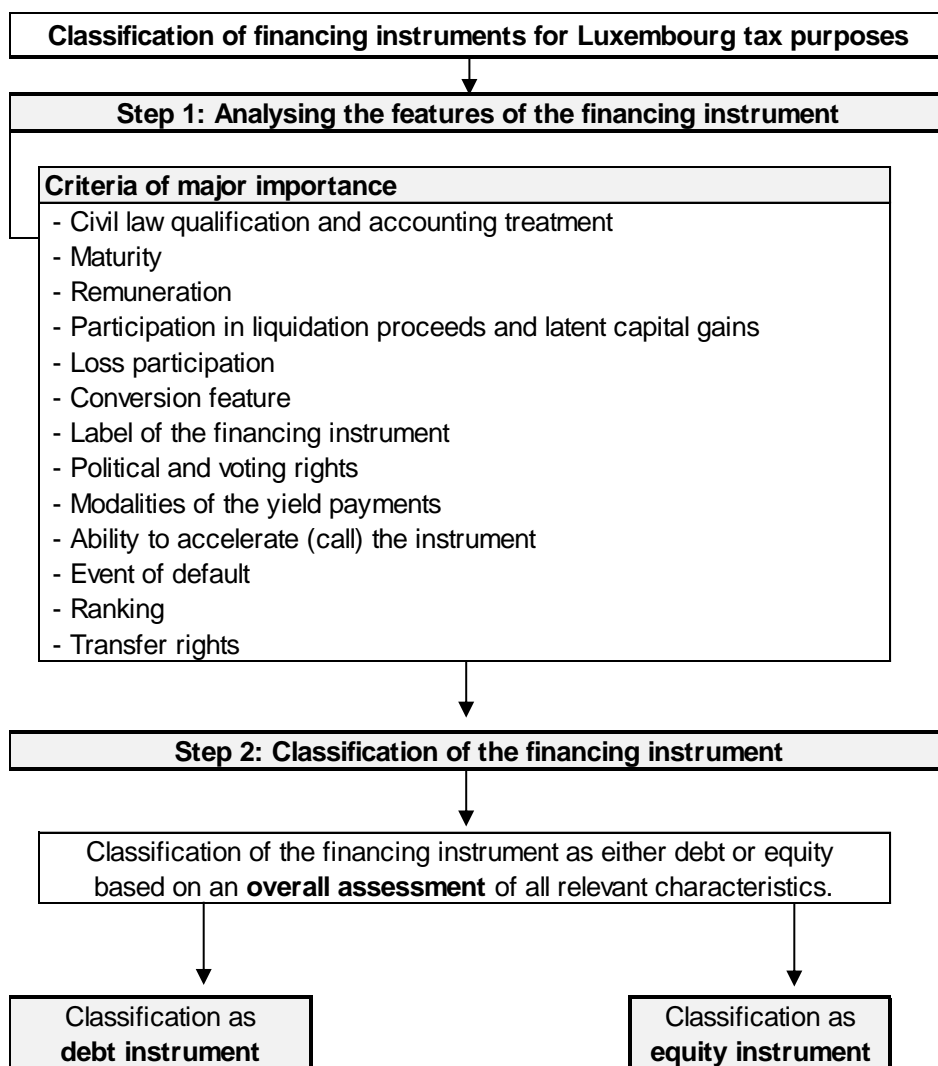 Classification of financing instruments for Luxembourg tax purposes
Step 1: Analysing the features of the financing instrument
Criteria of major importance
- Civil law qualification and accounting treatment
- Maturity
- Remuneration
- Participation in liquidation proceeds and latent capital gains
- Loss participation
- Conversion feature
- Label of the financing instrument
- Political and voting rights
- Modalities of the yield payments
- Ability to accelerate (call) the instrument
- Event of default
- Ranking
- Transfer rights
Step 2: Classification of the financing instrument
Classification of the financing instrument as either debt or equity
based on an overall assessment of all relevant characteristics.
Classification as
debt instrument
Classification as
equity instrument